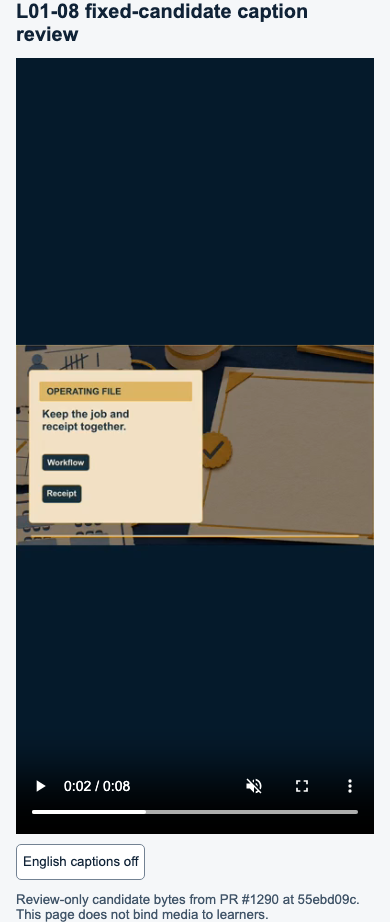 L01-08 fixed-candidate caption
review
OPERATING FILE
Keep the job and
receipt together.
Workflow
Receipt
0:02 / 0:08
English captions off
Review-only candidate bytes from PR #1290 at 55ebd09c.
This page does not bind media to learners.